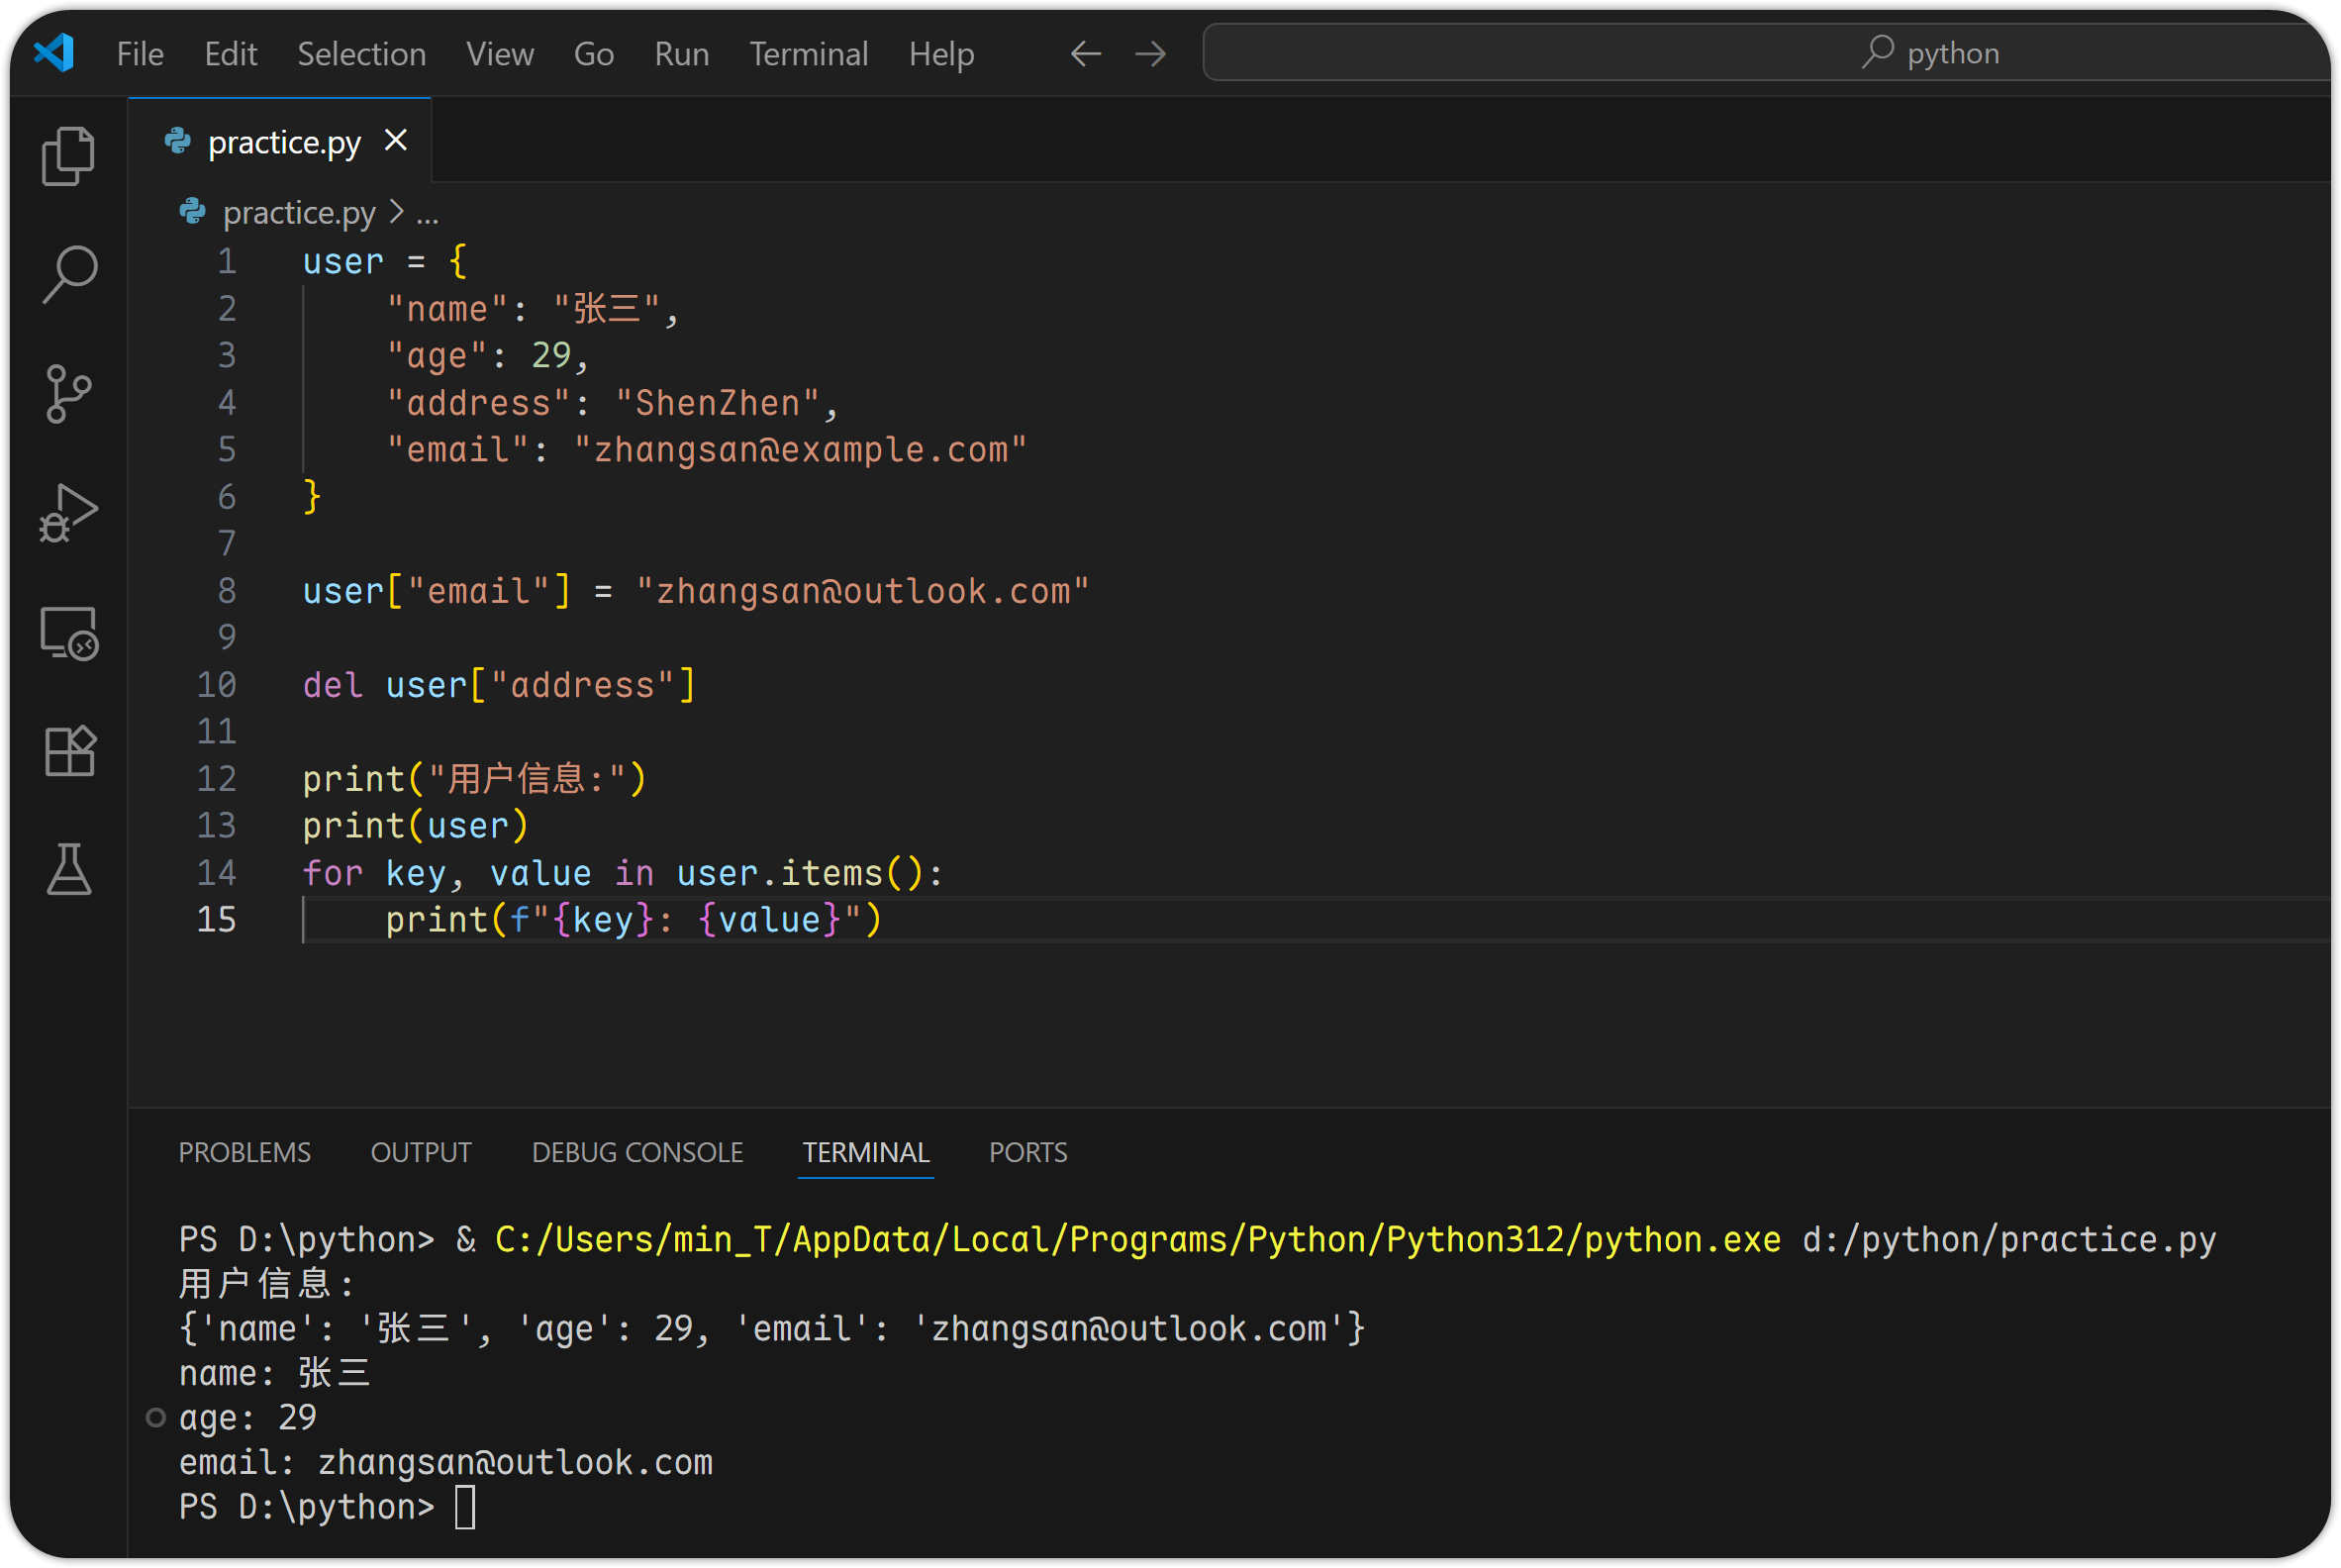 File Edit Selection View Go Run Terminal Help python
practice.py
practice.py > ...
1 user = {
2     "name": "张三",
3     "age": 29,
4     "address": "ShenZhen",
5     "email": "zhangsan@example.com"
6 }
7
8 user["email"] = "zhangsan@outlook.com"
9
10 del user["address"]
11
12 print("用户信息:")
13 print(user)
14 for key, value in user.items():
15     print(f"{key}: {value}")
PROBLEMS OUTPUT DEBUG CONSOLE TERMINAL PORTS
PS D:\python> & C:/Users/min_T/AppData/Local/Programs/Python/Python312/python.exe d:/python/practice.py
用户信息:
{'name': '张三', 'age': 29, 'email': 'zhangsan@outlook.com'}
name: 张三
age: 29
email: zhangsan@outlook.com
PS D:\python>